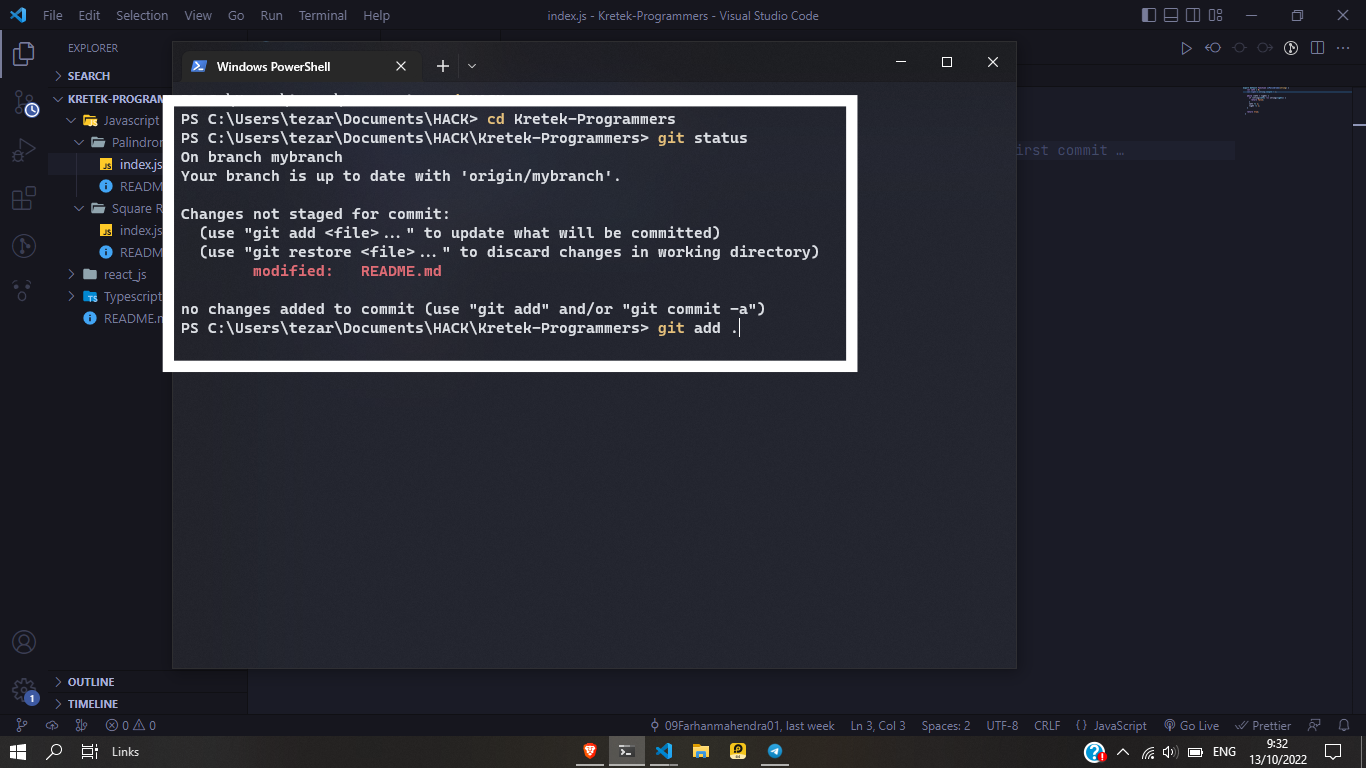 File Edit Selection View Go Run Terminal Help
index.js - Kretek-Programmers - Visual Studio Code
EXPLORER
SEARCH
KRETEK-PROGRAM
Javascript
Palindrom
index.js
READM
Square R
index.js
READM
react_js
Typescript
README.m
Windows PowerShell
PS C:\Users\tezar\Documents\HACK> cd Kretek-Programmers
PS C:\Users\tezar\Documents\HACK\Kretek-Programmers> git status
On branch mybranch
Your branch is up to date with 'origin/mybranch'.
Changes not staged for commit:
(use "git add <file>..." to update what will be committed)
(use "git restore <file>..." to discard changes in working directory)
modified: README.md
no changes added to commit (use "git add" and/or "git commit -a")
PS C:\Users\tezar\Documents\HACK\Kretek-Programmers> git add .
irst commit …
OUTLINE
TIMELINE
1
0 0
09Farhanmahendra01, last week Ln 3, Col 3 Spaces: 2 UTF-8 CRLF {} JavaScript Go Live Prettier
Links
ENG
9:32
13/10/2022